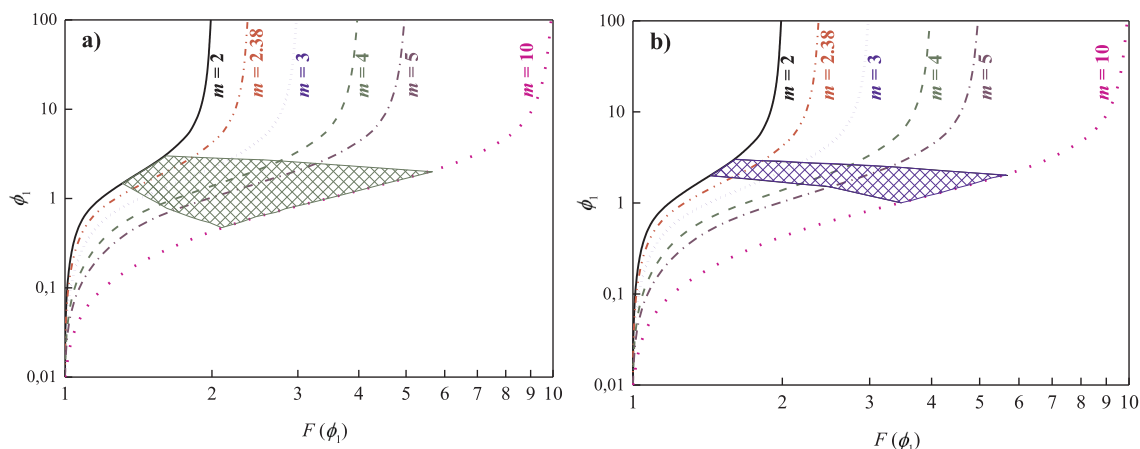 a)
100
10
1
0,1
0,01
ϕ₁
m = 2
m = 2.38
m = 3
m = 4
m = 5
m = 10
1 2 3 4 5 6 7 8 9 10
F (ϕ₁)
b)
100
10
1
0,1
0,01
ϕ₁
m = 2
m = 2.38
m = 3
m = 4
m = 5
m = 10
1 2 3 4 5 6 7 8 9 10
F (ϕ₁)